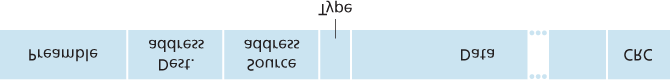 Preamble
Dest.
address
Source
address
Type
Data
CRC